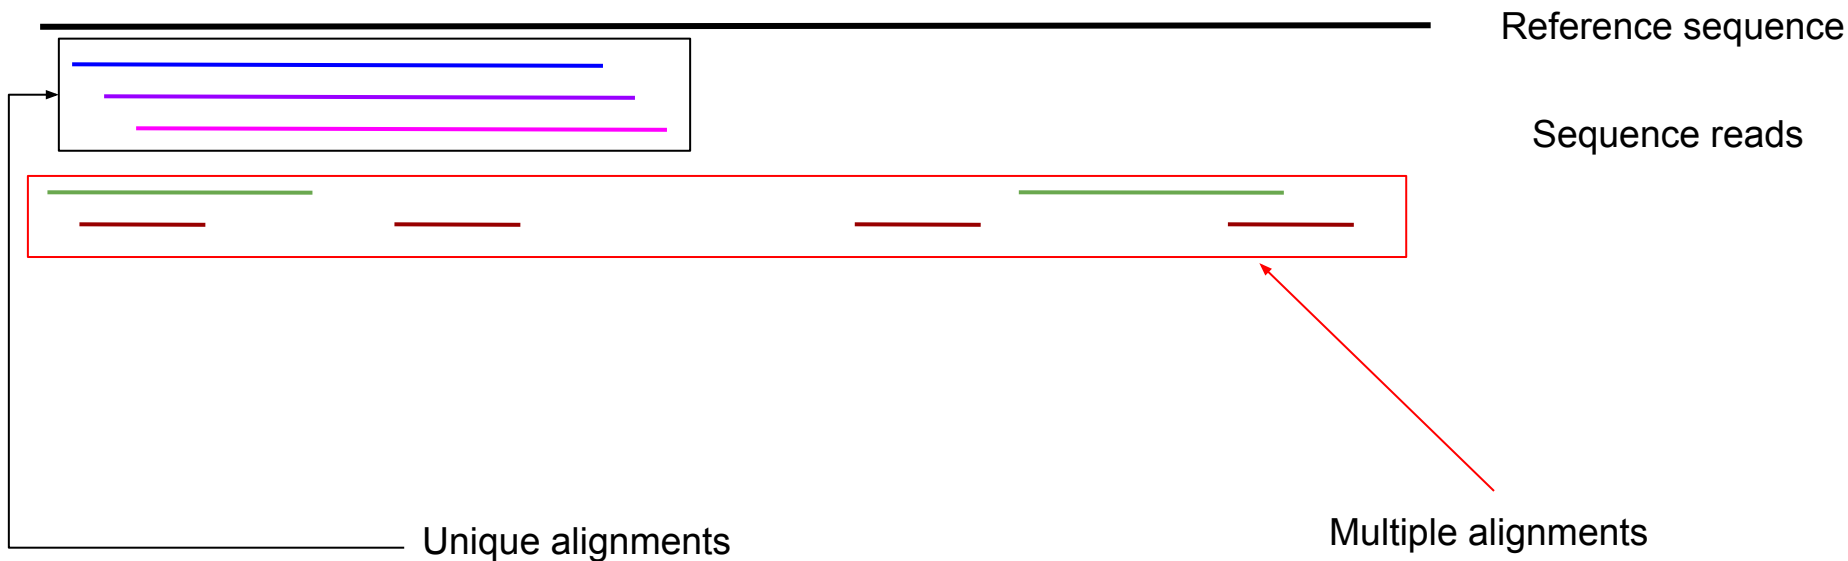 Reference sequence
Sequence reads
Unique alignments
Multiple alignments